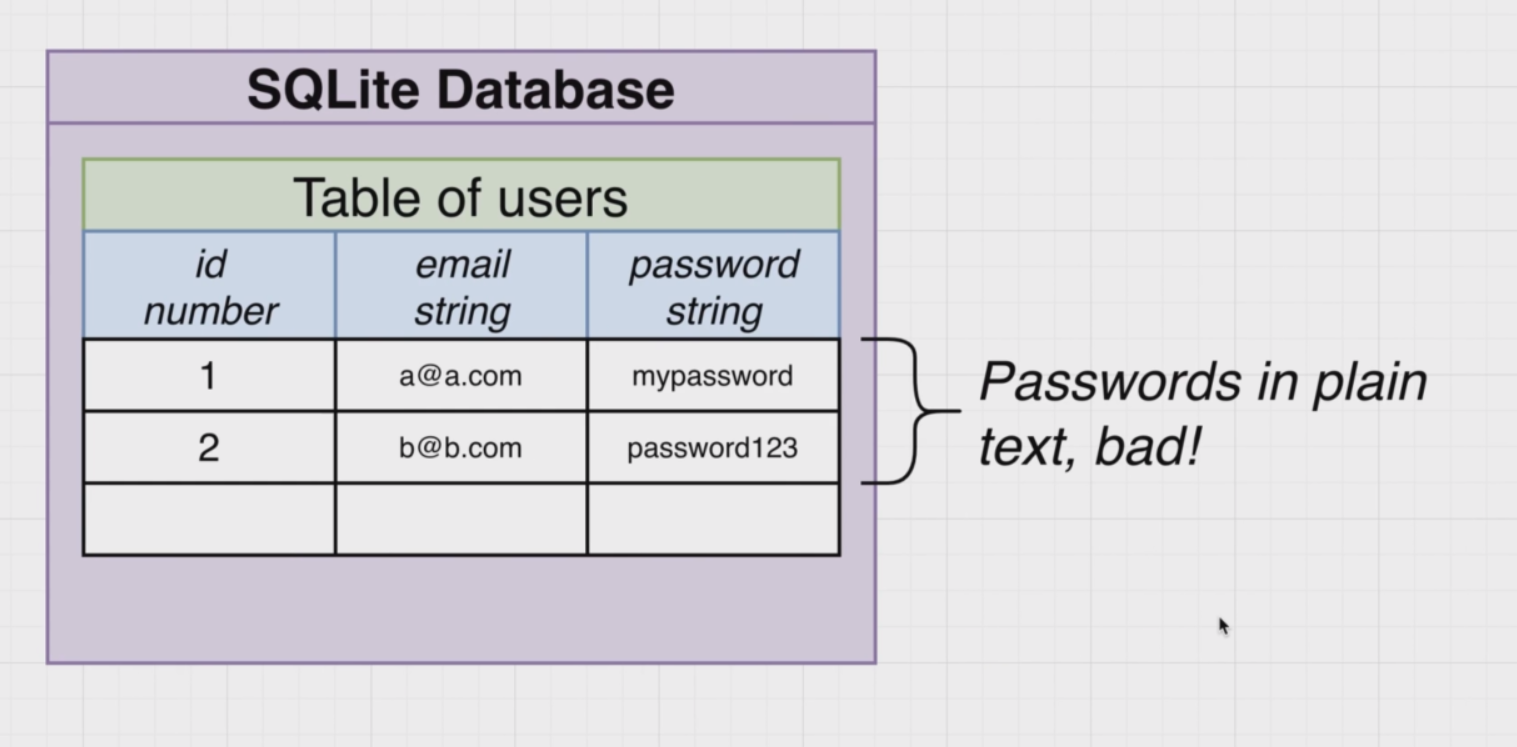 SQLite Database
Table of users
id email password
number string string
1 a@a.com mypassword
2 b@b.com password123
Passwords in plain
text, bad!